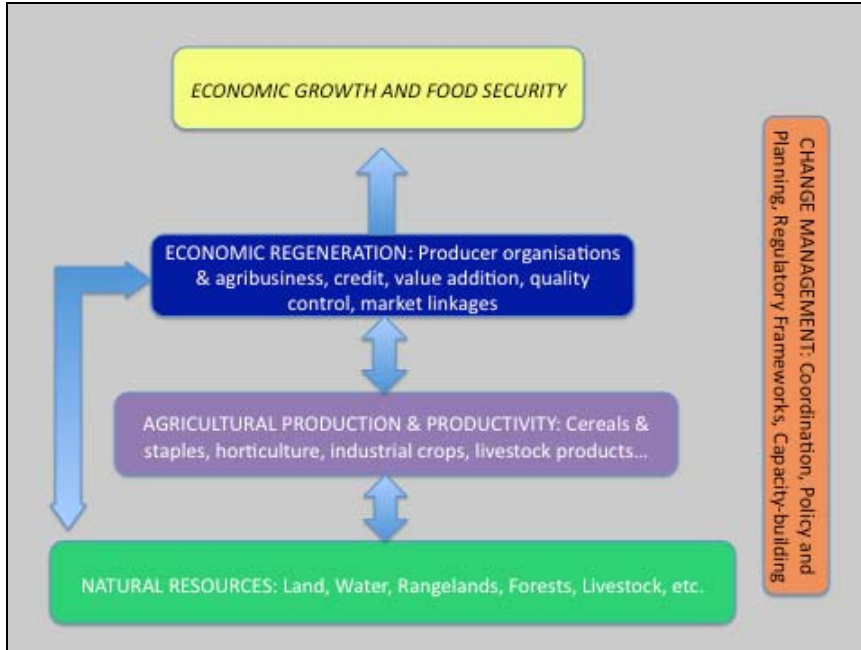 ECONOMIC GROWTH AND FOOD SECURITY
ECONOMIC REGENERATION: Producer organisations
& agribusiness, credit, value addition, quality
control, market linkages
AGRICULTURAL PRODUCTION & PRODUCTIVITY: Cereals &
staples, horticulture, industrial crops, livestock products…
NATURAL RESOURCES: Land, Water, Rangelands, Forests, Livestock, etc.
CHANGE MANAGEMENT: Coordination, Policy and
Planning, Regulatory Frameworks, Capacity-building